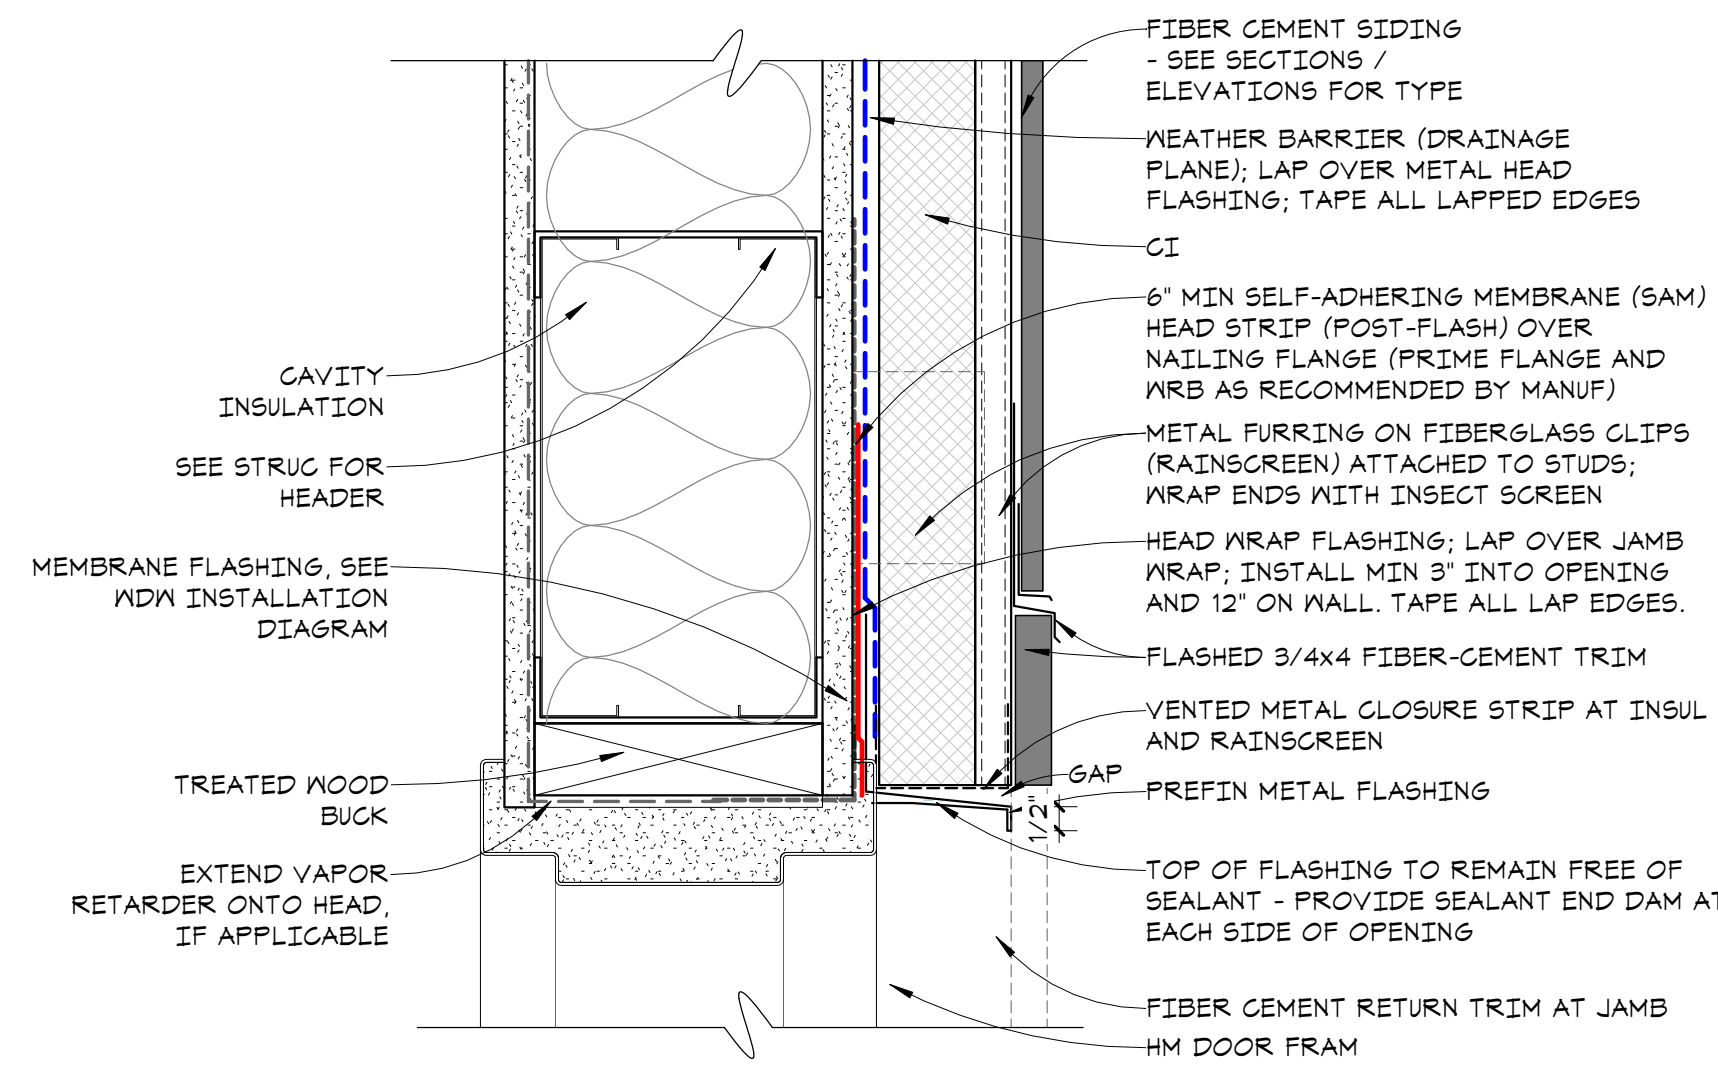 FIBER CEMENT SIDING
- SEE SECTIONS /
ELEVATIONS FOR TYPE
WEATHER BARRIER (DRAINAGE
PLANE); LAP OVER METAL HEAD
FLASHING; TAPE ALL LAPPED EDGES
CI
6" MIN SELF-ADHERING MEMBRANE (SAM)
HEAD STRIP (POST-FLASH) OVER
NAILING FLANGE (PRIME FLANGE AND
WRB AS RECOMMENDED BY MANUF)
METAL FURRING ON FIBERGLASS CLIPS
(RAINSCREEN) ATTACHED TO STUDS;
WRAP ENDS WITH INSECT SCREEN
HEAD WRAP FLASHING; LAP OVER JAMB
WRAP; INSTALL MIN 3" INTO OPENING
AND 12" ON WALL. TAPE ALL LAP EDGES.
FLASHED 3/4x4 FIBER-CEMENT TRIM
VENTED METAL CLOSURE STRIP AT INSUL
AND RAINSCREEN
GAP
PREFIN METAL FLASHING
1/2"
TOP OF FLASHING TO REMAIN FREE OF
SEALANT - PROVIDE SEALANT END DAM AT
EACH SIDE OF OPENING
FIBER CEMENT RETURN TRIM AT JAMB
HM DOOR FRAM
CAVITY
INSULATION
SEE STRUC FOR
HEADER
MEMBRANE FLASHING, SEE
WDW INSTALLATION
DIAGRAM
TREATED WOOD
BUCK
EXTEND VAPOR
RETARDER ONTO HEAD,
IF APPLICABLE